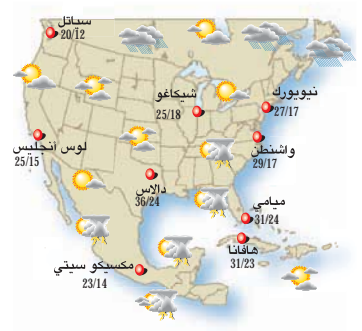 سياتل
20/12
نيويورك
27/17
شيكاغو
25/18
لوس انجليس
25/15
واشنطن
29/17
دالاس
36/24
ميامي
31/24
هافانا
31/23
مكسيكو سيتي
23/14